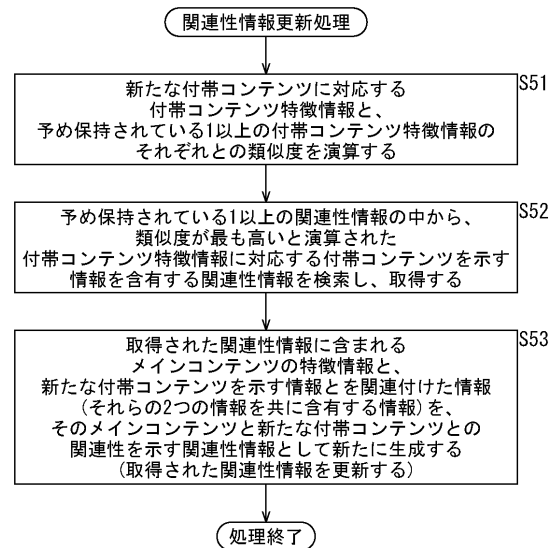 関連性情報更新処理
S51
新たな付帯コンテンツに対応する
付帯コンテンツ特徴情報と、
予め保持されている1以上の付帯コンテンツ特徴情報の
それぞれとの類似度を演算する
S52
予め保持されている1以上の関連性情報の中から、
類似度が最も高いと演算された
付帯コンテンツ特徴情報に対応する付帯コンテンツを示す
情報を含有する関連性情報を検索し、取得する
S53
取得された関連性情報に含まれる
メインコンテンツの特徴情報と、
新たな付帯コンテンツを示す情報とを関連付けた情報
(それらの2つの情報を共に含有する情報)を、
そのメインコンテンツと新たな付帯コンテンツとの
関連性を示す関連性情報として新たに生成する
(取得された関連性情報を更新する)
処理終了